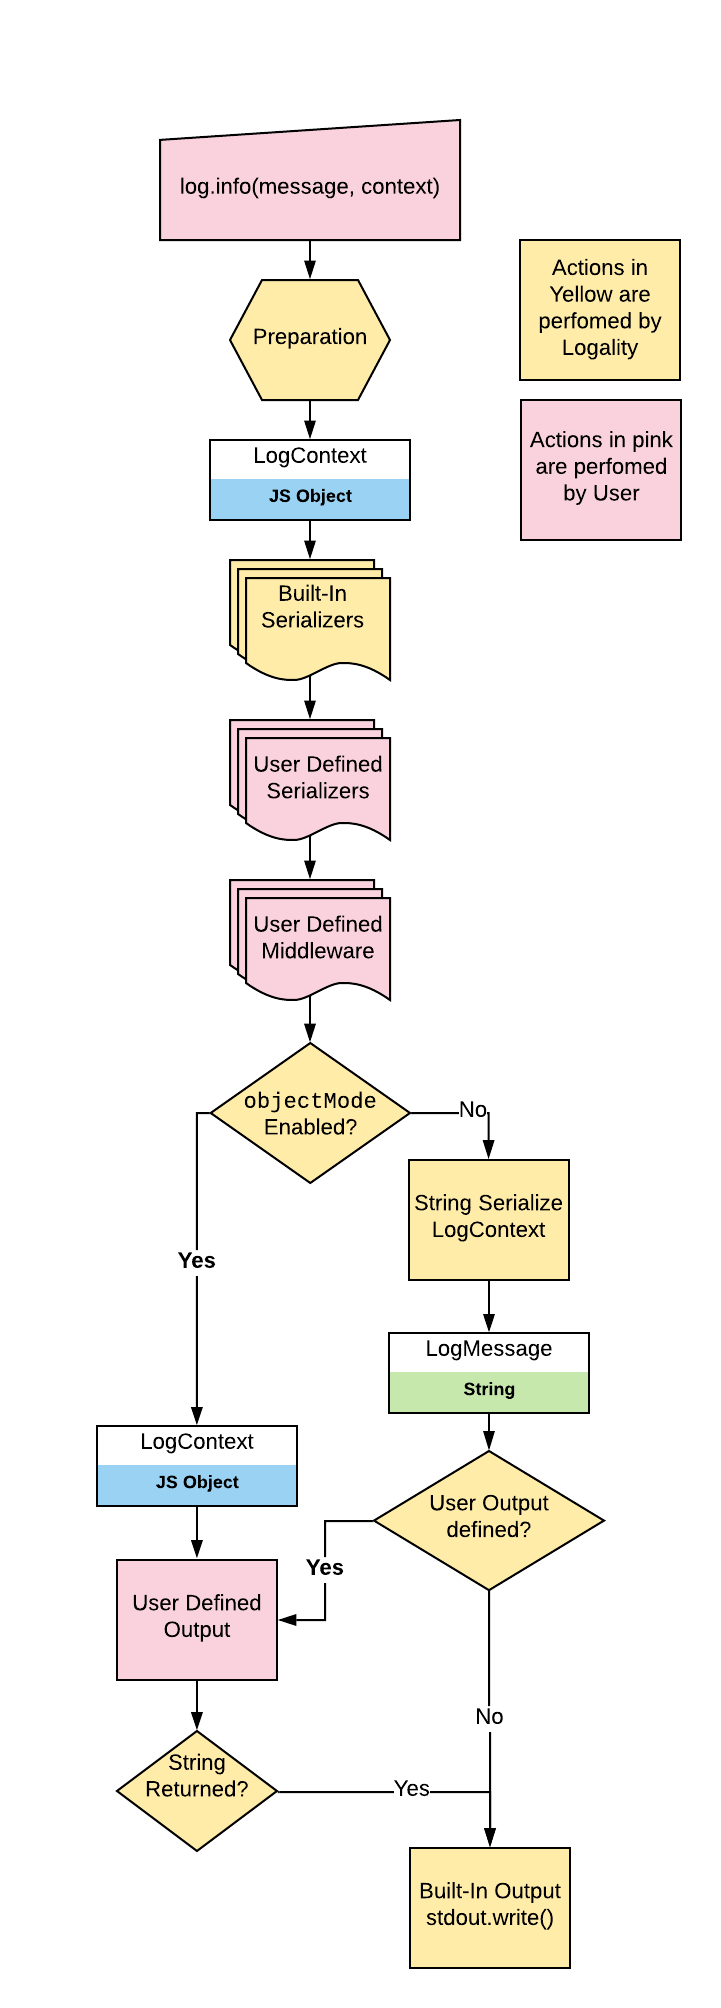 log.info(message, context)
Preparation
Actions in
Yellow are
perfomed by
Logality
Actions in pink
are perfomed
by User
LogContext
JS Object
Built-In
Serializers
User Defined
Serializers
User Defined
Middleware
objectMode
Enabled?
No
Yes
String Serialize
LogContext
LogMessage
String
LogContext
JS Object
User Output
defined?
Yes
User Defined
Output
No
String
Returned?
Yes
Built-In Output
stdout.write()